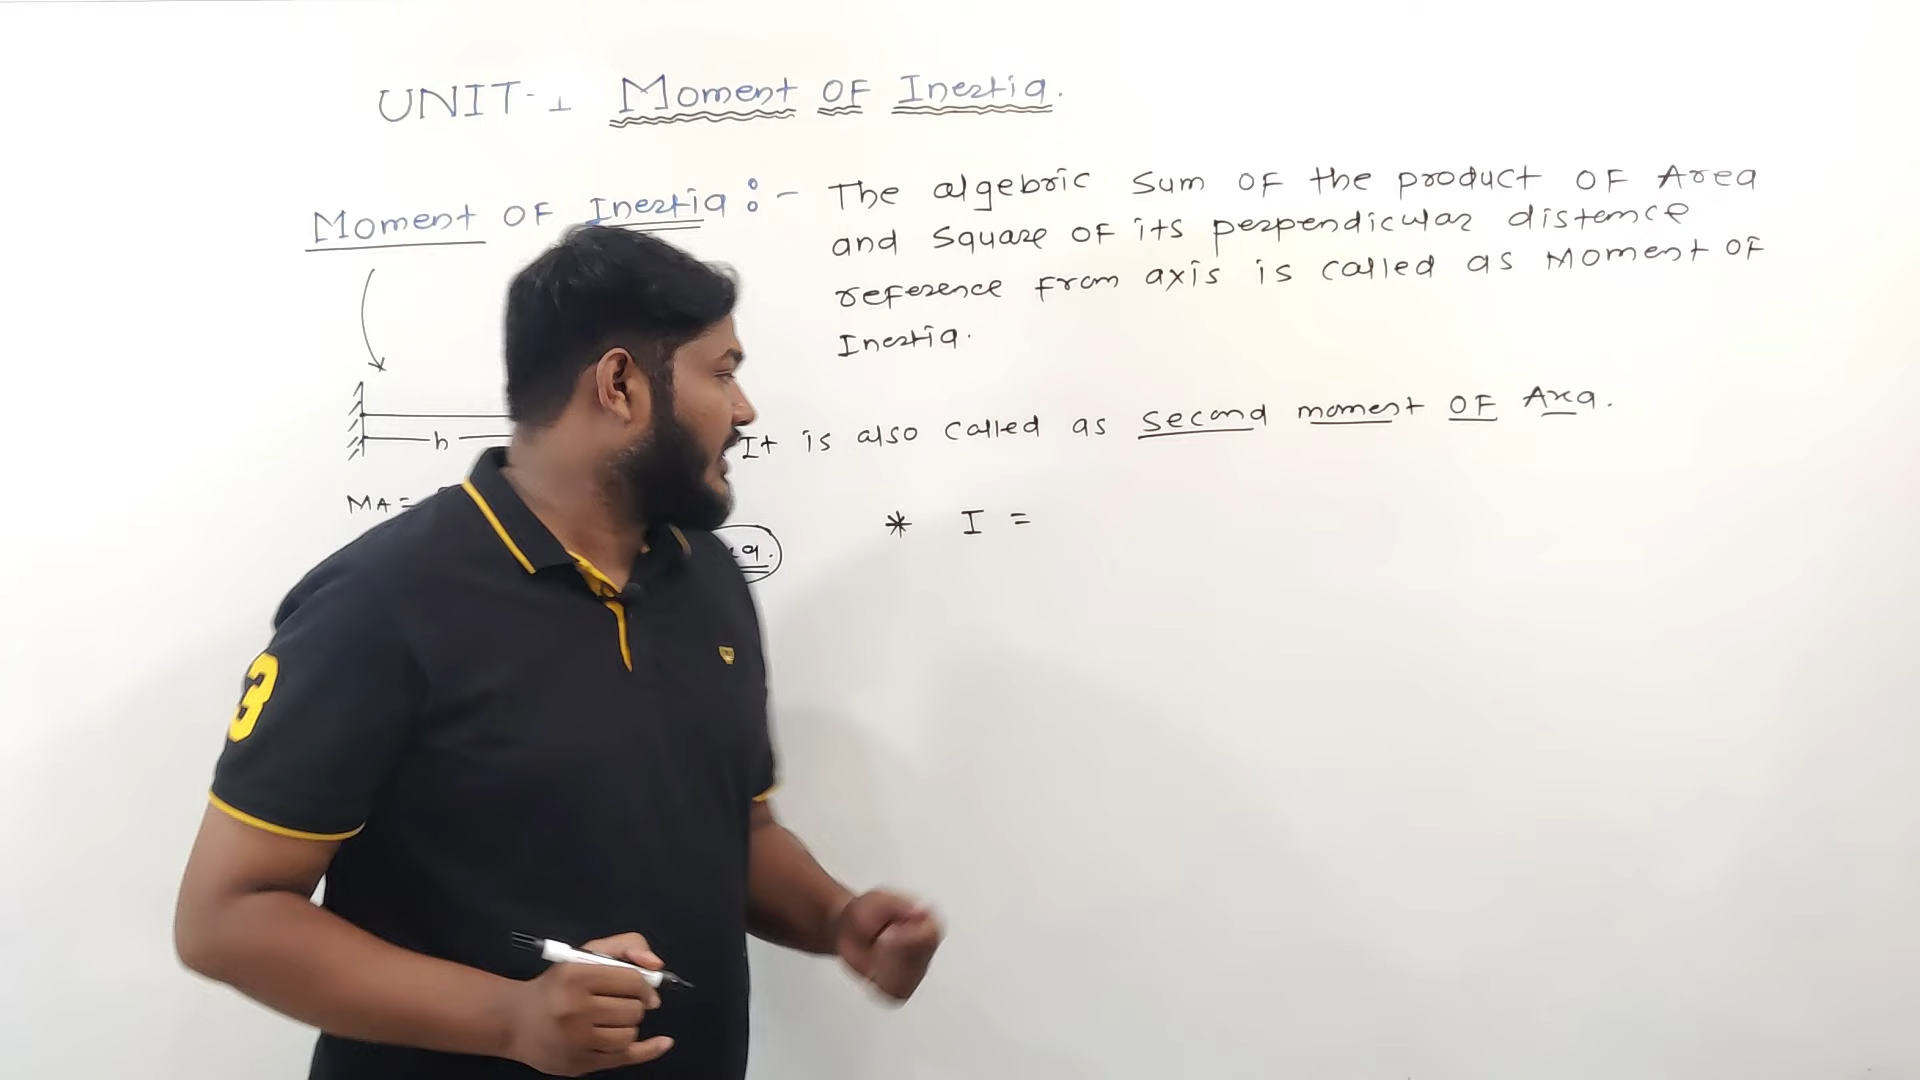 UNIT-1 Moment OF Inertia.
Moment OF Inertia :- The algebric sum OF the product OF Area
and square OF its perpendicular distance
reference from axis is called as Moment OF
Inertia.
h
It is also called as second moment OF Area.
MA =
* I =
3